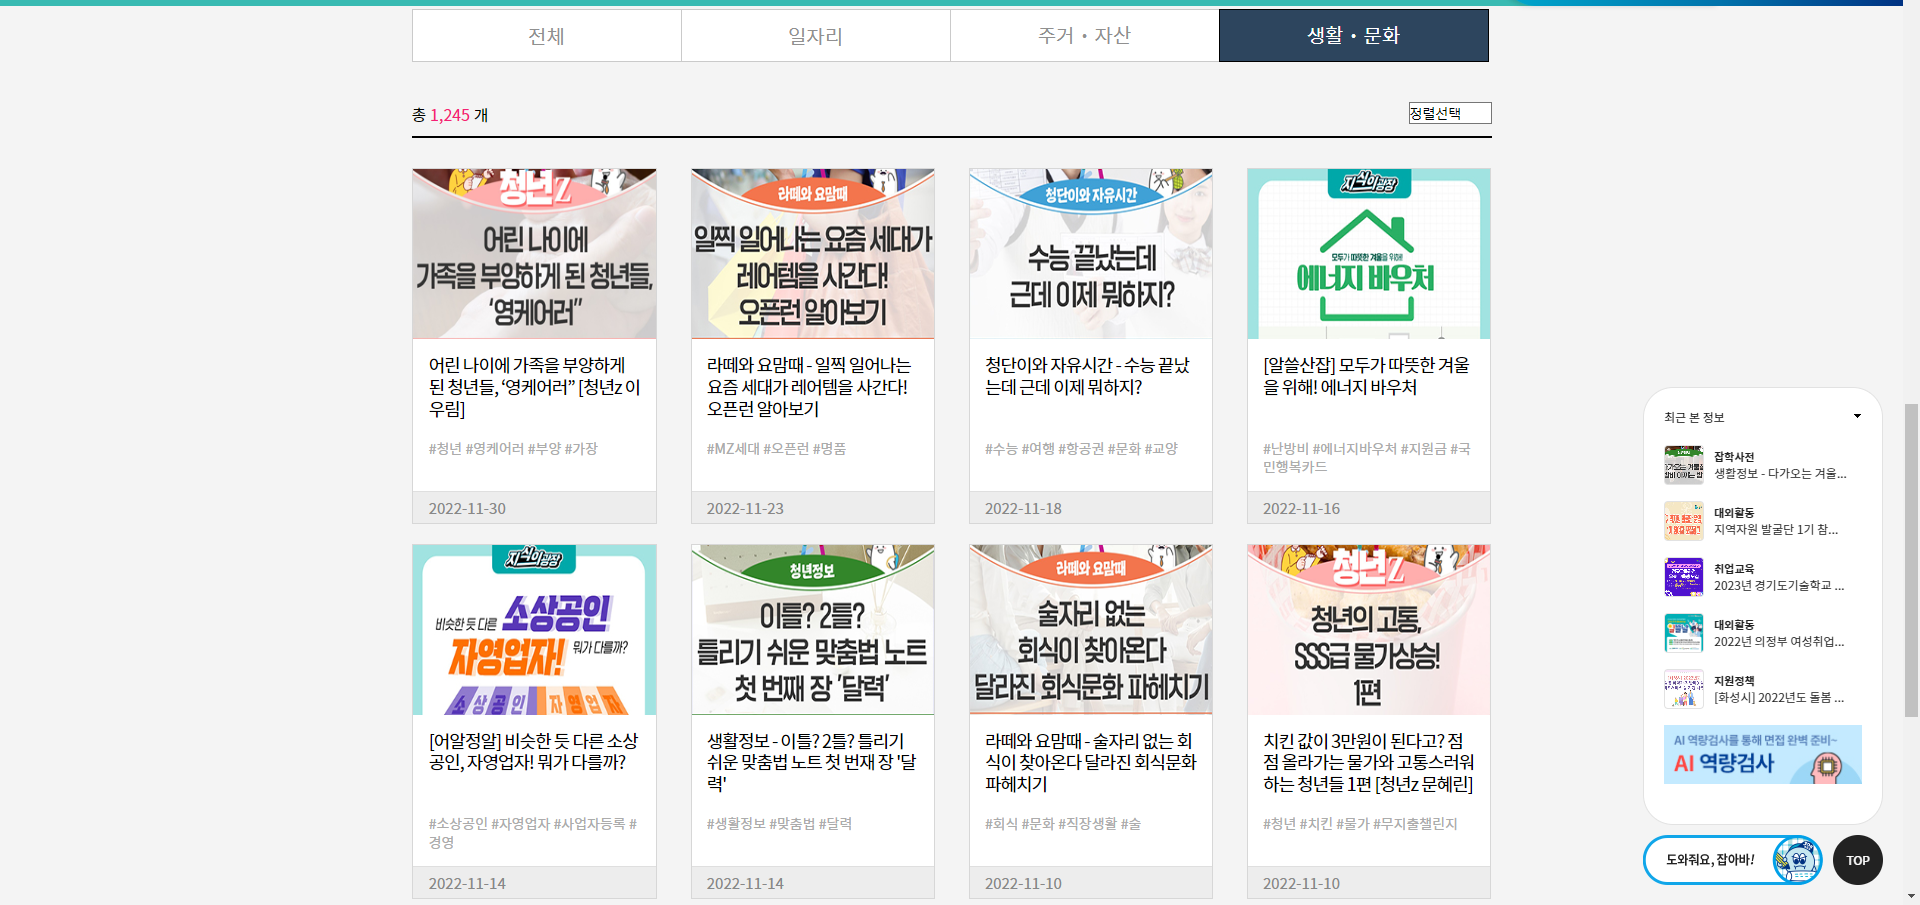 전체
일자리
주거・자산
생활・문화
총 1,245 개
정렬선택
청년Z
어린 나이에
가족을 부양하게 된 청년들,
‘영케어러”
어린 나이에 가족을 부양하게
된 청년들, ‘영케어러” [청년z 이
우림]
#청년 #영케어러 #부양 #가장
2022-11-30
라떼와 요맘때
일찍 일어나는 요즘 세대가
레어템을 사간다!
오픈런 알아보기
라떼와 요맘때 - 일찍 일어나는
요즘 세대가 레어템을 사간다!
오픈런 알아보기
#MZ세대 #오픈런 #명품
2022-11-23
청단이와 자유시간
수능 끝났는데
근데 이제 뭐하지?
청단이와 자유시간 - 수능 끝났
는데 근데 이제 뭐하지?
#수능 #여행 #항공권 #문화 #교양
2022-11-18
지식의광장
모두가 따뜻한 겨울을 위해!
에너지 바우처
[알쓸산잡] 모두가 따뜻한 겨울
을 위해! 에너지 바우처
#난방비 #에너지바우처 #지원금 #국
민행복카드
2022-11-16
지식의광장
비슷한 듯 다른 소상공인
자영업자! 뭐가 다를까?
소상공인 자영업자
[어알정알] 비슷한 듯 다른 소상
공인, 자영업자! 뭐가 다를까?
#소상공인 #자영업자 #사업자등록 #
경영
2022-11-14
청년정보
이틀? 2틀?
틀리기 쉬운 맞춤법 노트
첫 번째 장 ‘달력’
생활정보 - 이틀? 2틀? 틀리기
쉬운 맞춤법 노트 첫 번재 장 '달
력'
#생활정보 #맞춤법 #달력
2022-11-14
라떼와 요맘때
술자리 없는
회식이 찾아온다
달라진 회식문화 파헤치기
라떼와 요맘때 - 술자리 없는 회
식이 찾아온다 달라진 회식문화
파헤치기
#회식 #문화 #직장생활 #술
2022-11-10
청년Z
청년의 고통,
SSS급 물가상승!
1편
치킨 값이 3만원이 된다고? 점
점 올라가는 물가와 고통스러워
하는 청년들 1편 [청년z 문혜린]
#청년 #치킨 #물가 #무지출챌린지
2022-11-10
최근 본 정보
잡학사전
생활정보 - 다가오는 겨울...
대외활동
지역자원 발굴단 1기 참...
취업교육
2023년 경기도기술학교 ...
대외활동
2022년 의정부 여성취업...
지원정책
[화성시] 2022년도 돌봄 ...
AI 역량검사를 통해 면접 완벽 준비~
AI 역량검사
도와줘요, 잡아바!
TOP